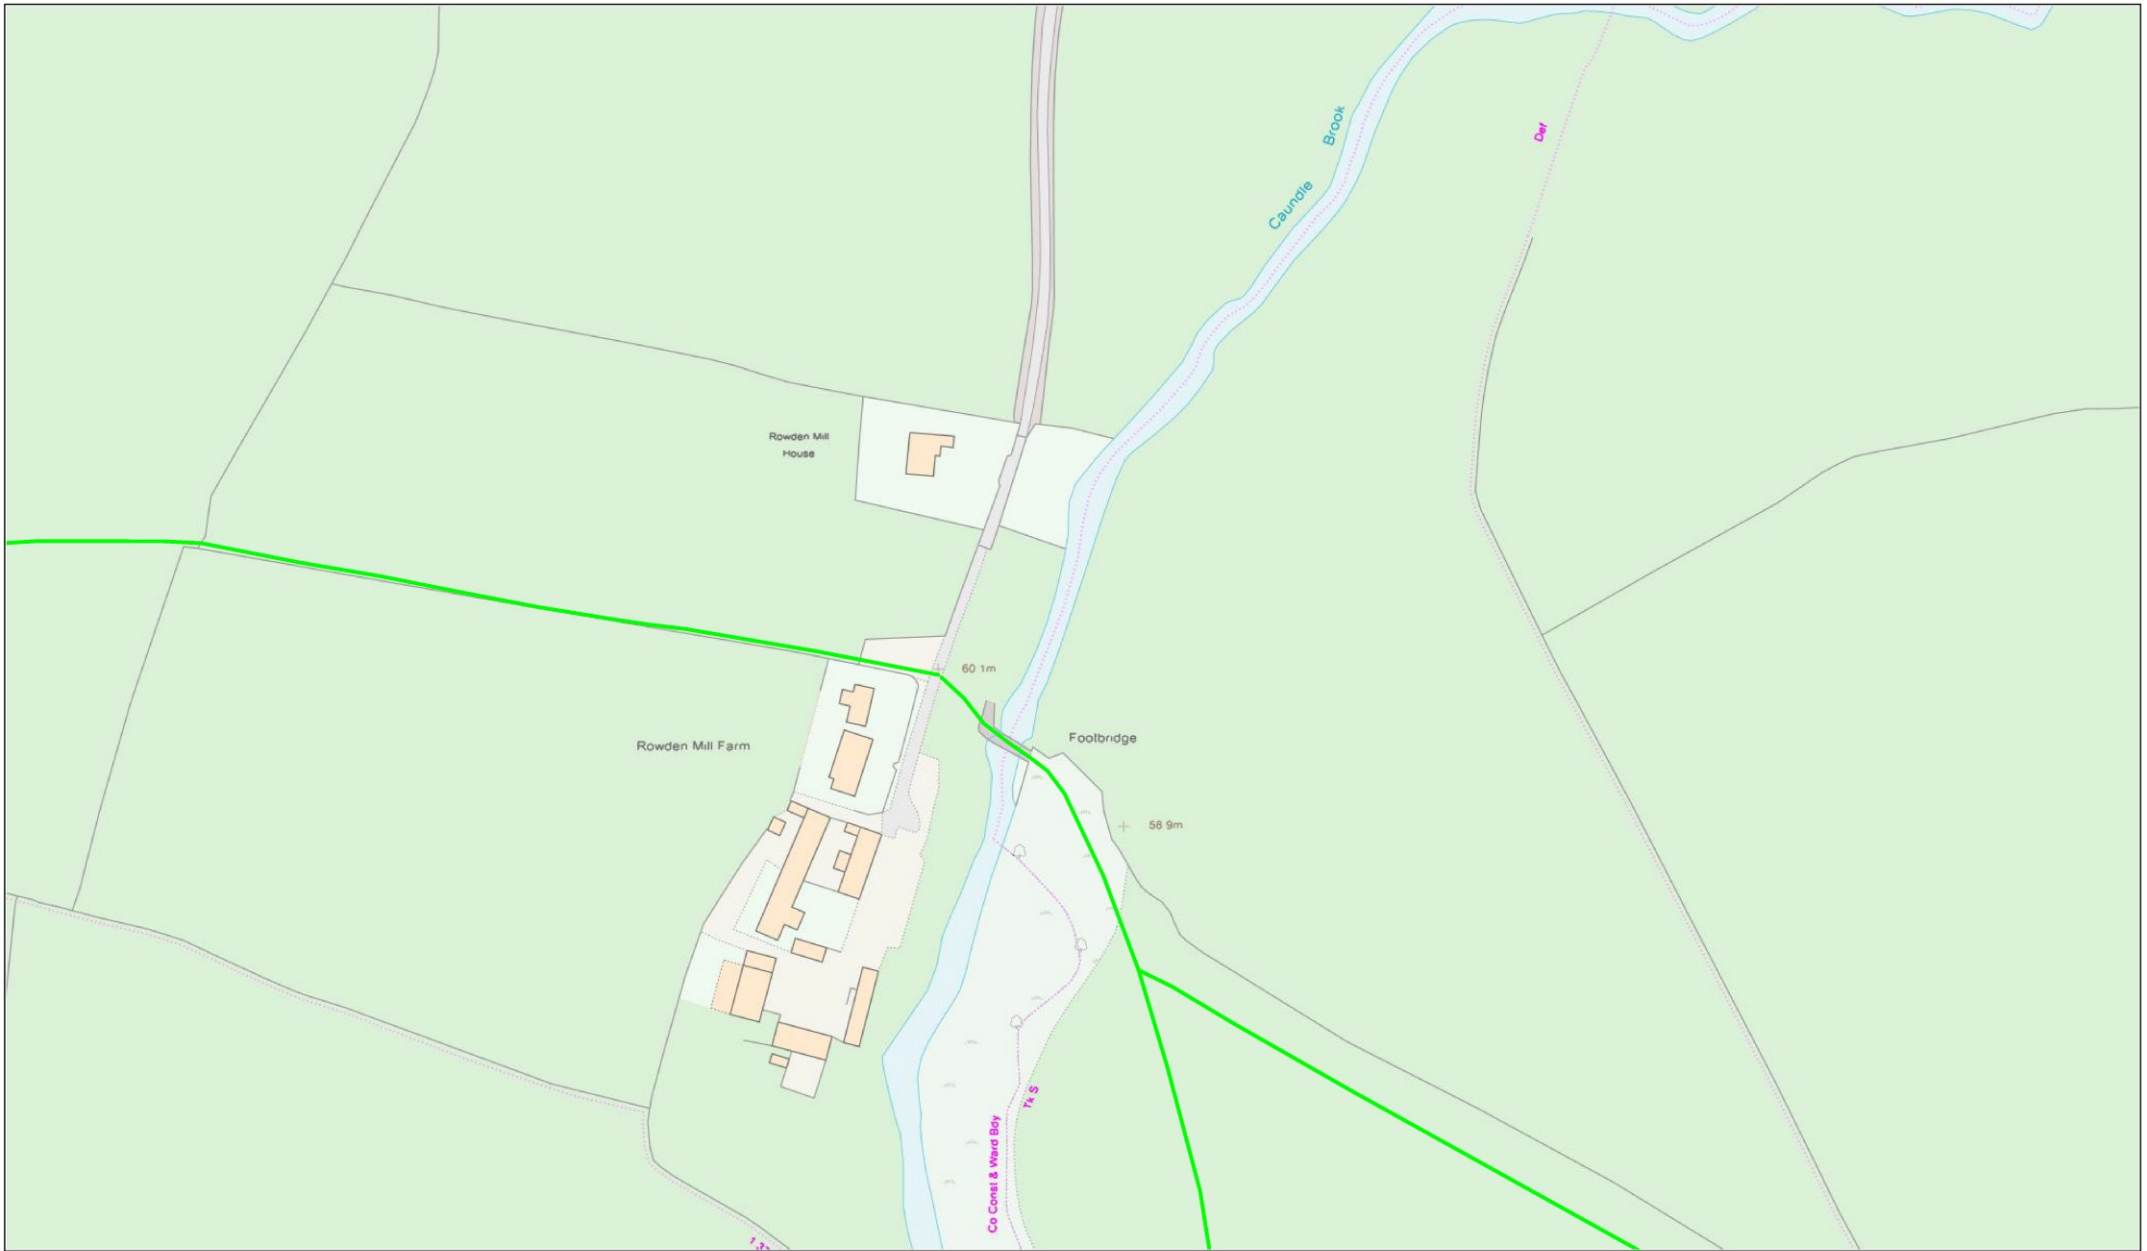 Brook
Def
Caundle
Rowden Mill
House
60 1m
Footbridge
Rowden Mill Farm
58 9m
Tk S
Co Const & Ward Bdy